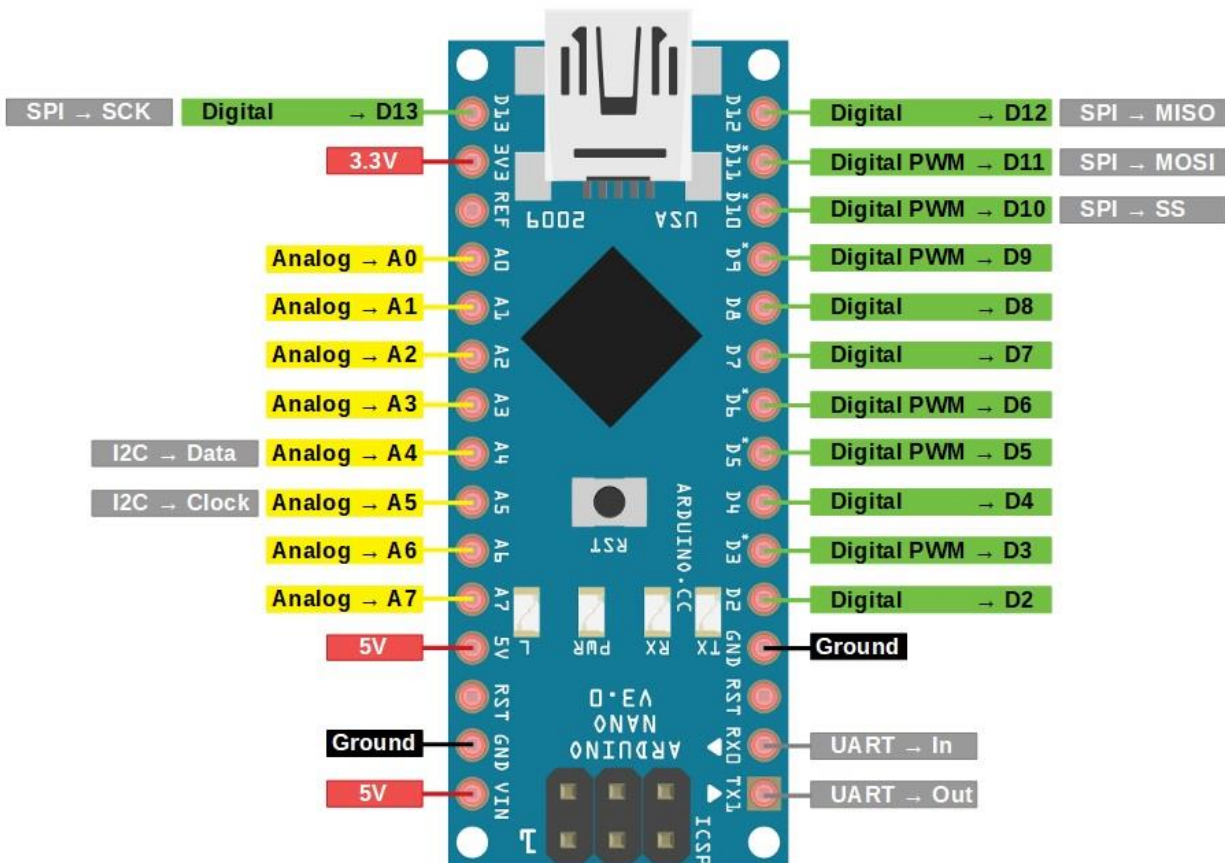 SPI → SCK
Digital → D13
3.3V
Analog → A0
Analog → A1
Analog → A2
Analog → A3
I2C → Data
Analog → A4
I2C → Clock
Analog → A5
Analog → A6
Analog → A7
5V
Ground
5V
D13
3V3
REF
A0
A1
A2
A3
A4
A5
A6
A7
5V
RST
GND
VIN
2009
USA
RST
ARDUINO.CC
L
PWR
RX
TX
V3.0
NANO
ARDUINO
1
ICSP
D12
D11*
D10*
D9*
D8
D7
D6*
D5*
D4
D3*
D2
GND
RST
RX0
TX1
Digital → D12
SPI → MISO
Digital PWM → D11
SPI → MOSI
Digital PWM → D10
SPI → SS
Digital PWM → D9
Digital → D8
Digital → D7
Digital PWM → D6
Digital PWM → D5
Digital → D4
Digital PWM → D3
Digital → D2
Ground
UART → In
UART → Out